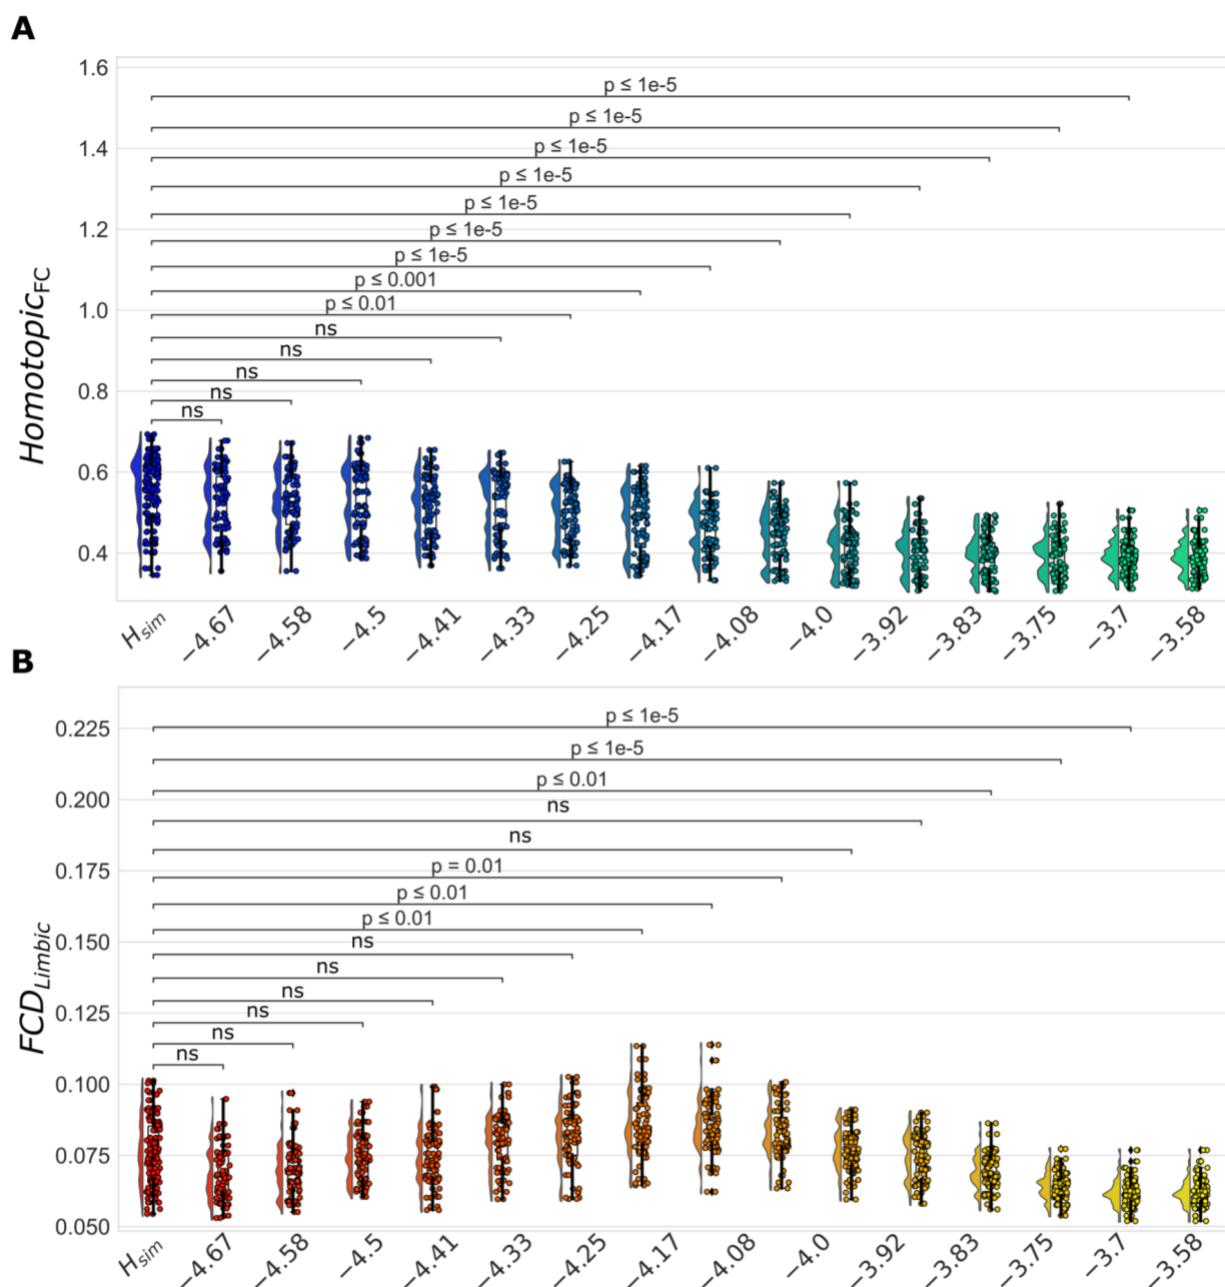 A
1.6
p ≤ 1e-5
p ≤ 1e-5
1.4
p ≤ 1e-5
p ≤ 1e-5
p ≤ 1e-5
1.2
p ≤ 1e-5
p ≤ 1e-5
p ≤ 0.001
1.0
p ≤ 0.01
ns
ns
ns
0.8
ns
ns
0.6
0.4
Homotopic_FC
H_sim −4.67 −4.58 −4.5 −4.41 −4.33 −4.25 −4.17 −4.08 −4.0 −3.92 −3.83 −3.75 −3.7 −3.58
B
0.225
p ≤ 1e-5
p ≤ 1e-5
p ≤ 0.01
0.200
ns
ns
0.175
p = 0.01
p ≤ 0.01
p ≤ 0.01
0.150
ns
ns
ns
0.125
ns
ns
ns
0.100
0.075
0.050
FCD_Limbic
H_sim −4.67 −4.58 −4.5 −4.41 −4.33 −4.25 −4.17 −4.08 −4.0 −3.92 −3.83 −3.75 −3.7 −3.58